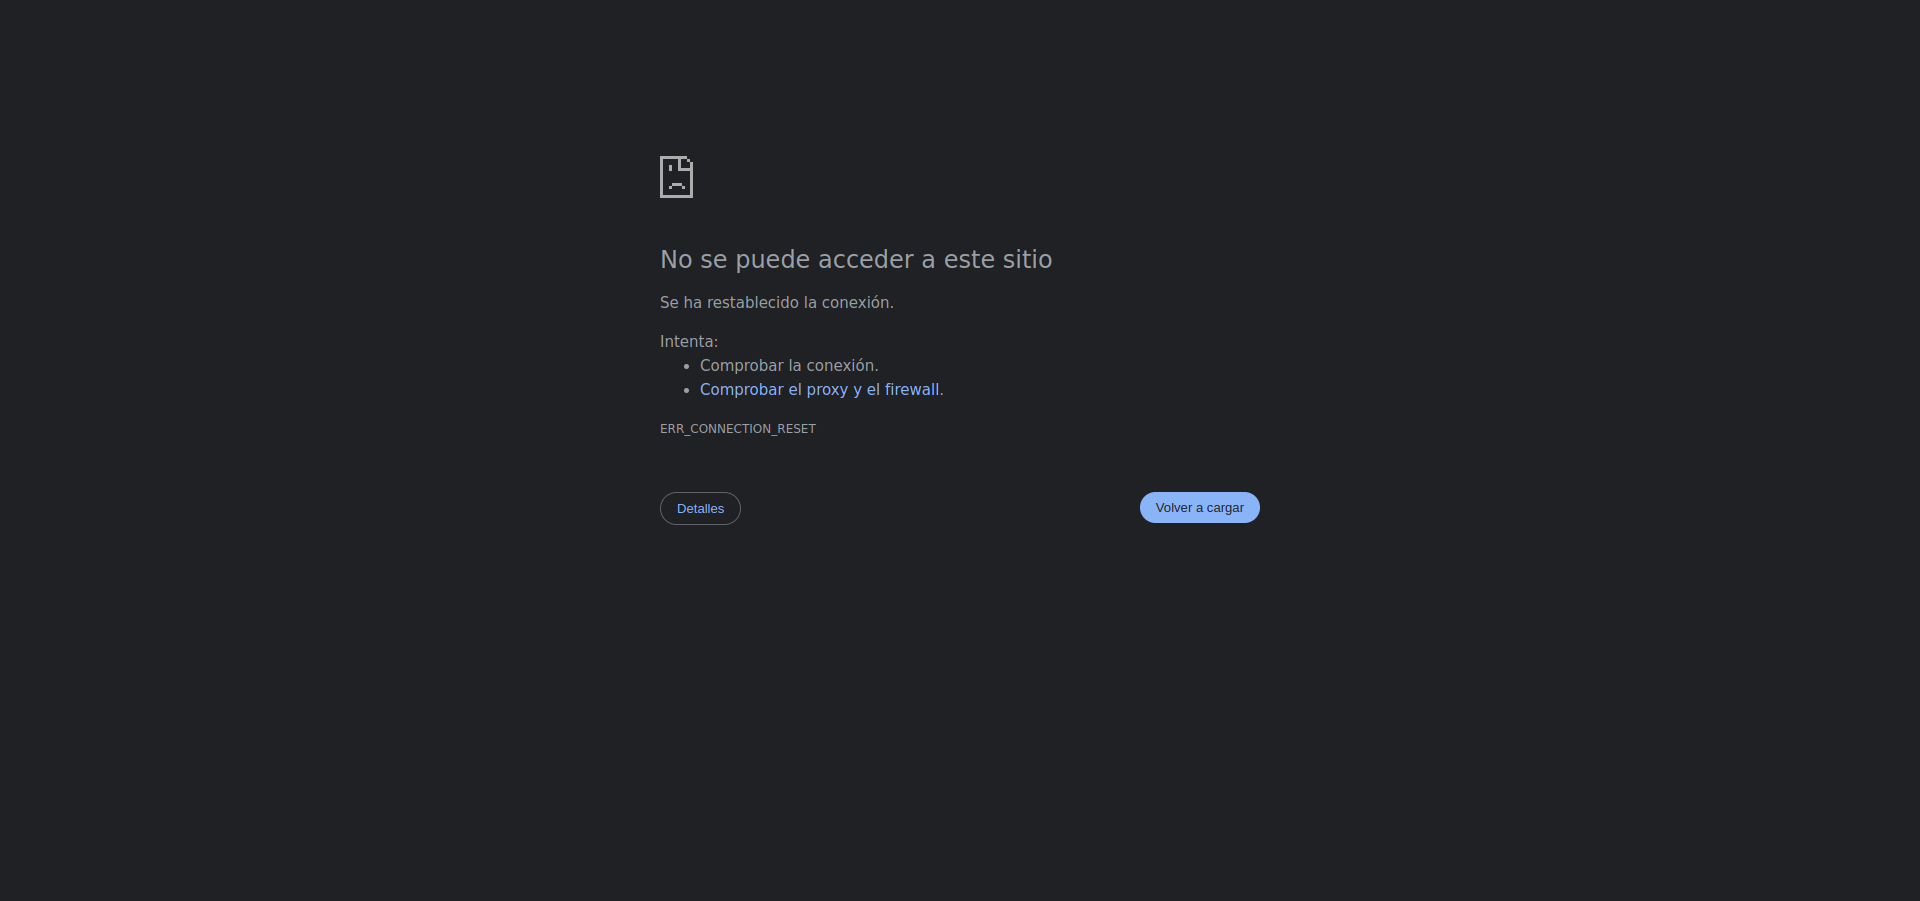 No se puede acceder a este sitio
Se ha restablecido la conexión.
Intenta:
Comprobar la conexión.
Comprobar el proxy y el firewall.
ERR_CONNECTION_RESET
Detalles
Volver a cargar